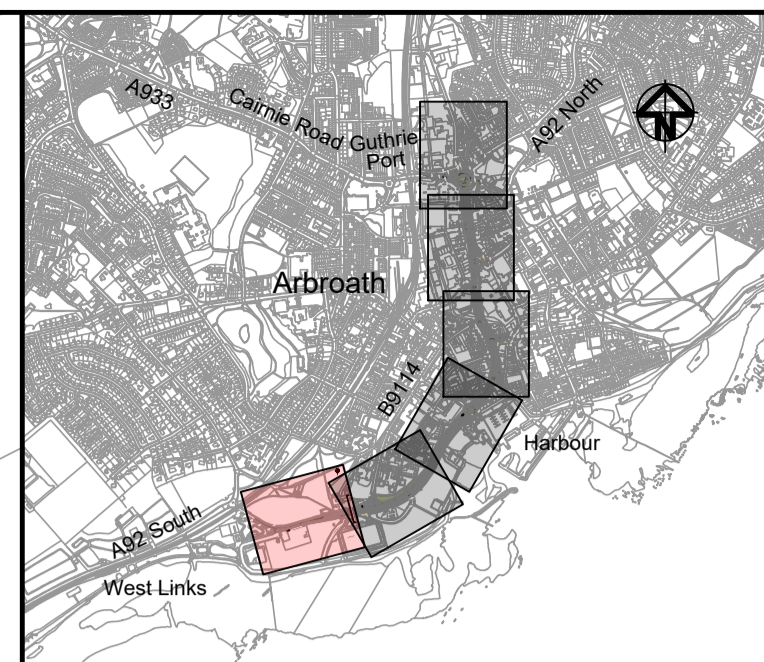 A933
Cairnie Road
Guthrie
Port
A92 North
N
Arbroath
B9114
Harbour
A92 South
West Links